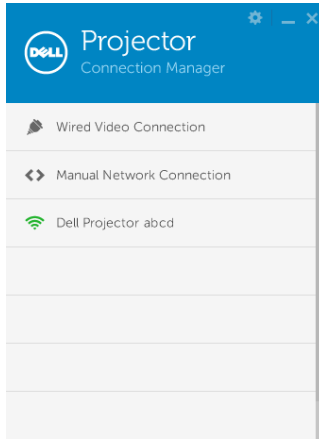 DELL
Projector
Connection Manager
Wired Video Connection
Manual Network Connection
Dell Projector abcd